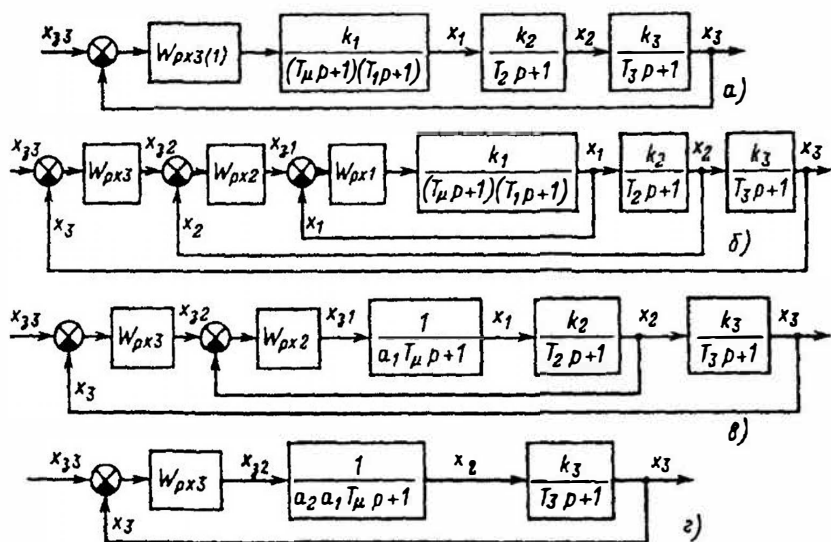 x_з3 W_рх3(1) k_1 / (T_μ p+1)(T_1 p+1) x_1 k_2 / T_2 p+1 x_2 k_3 / T_3 p+1 x_3
а)
x_з3 W_рх3 x_з2 W_рх2 x_з1 W_рх1 k_1 / (T_μ p+1)(T_1 p+1) x_1 k_2 / T_2 p+1 x_2 k_3 / T_3 p+1 x_3
x_3 x_2 x_1
б)
x_з3 W_рх3 x_з2 W_рх2 x_з1 1 / a_1 T_μ p+1 x_1 k_2 / T_2 p+1 x_2 k_3 / T_3 p+1 x_3
x_3
в)
x_з3 W_рх3 x_з2 1 / a_2 a_1 T_μ p+1 x_2 k_3 / T_3 p+1 x_3
x_3
г)